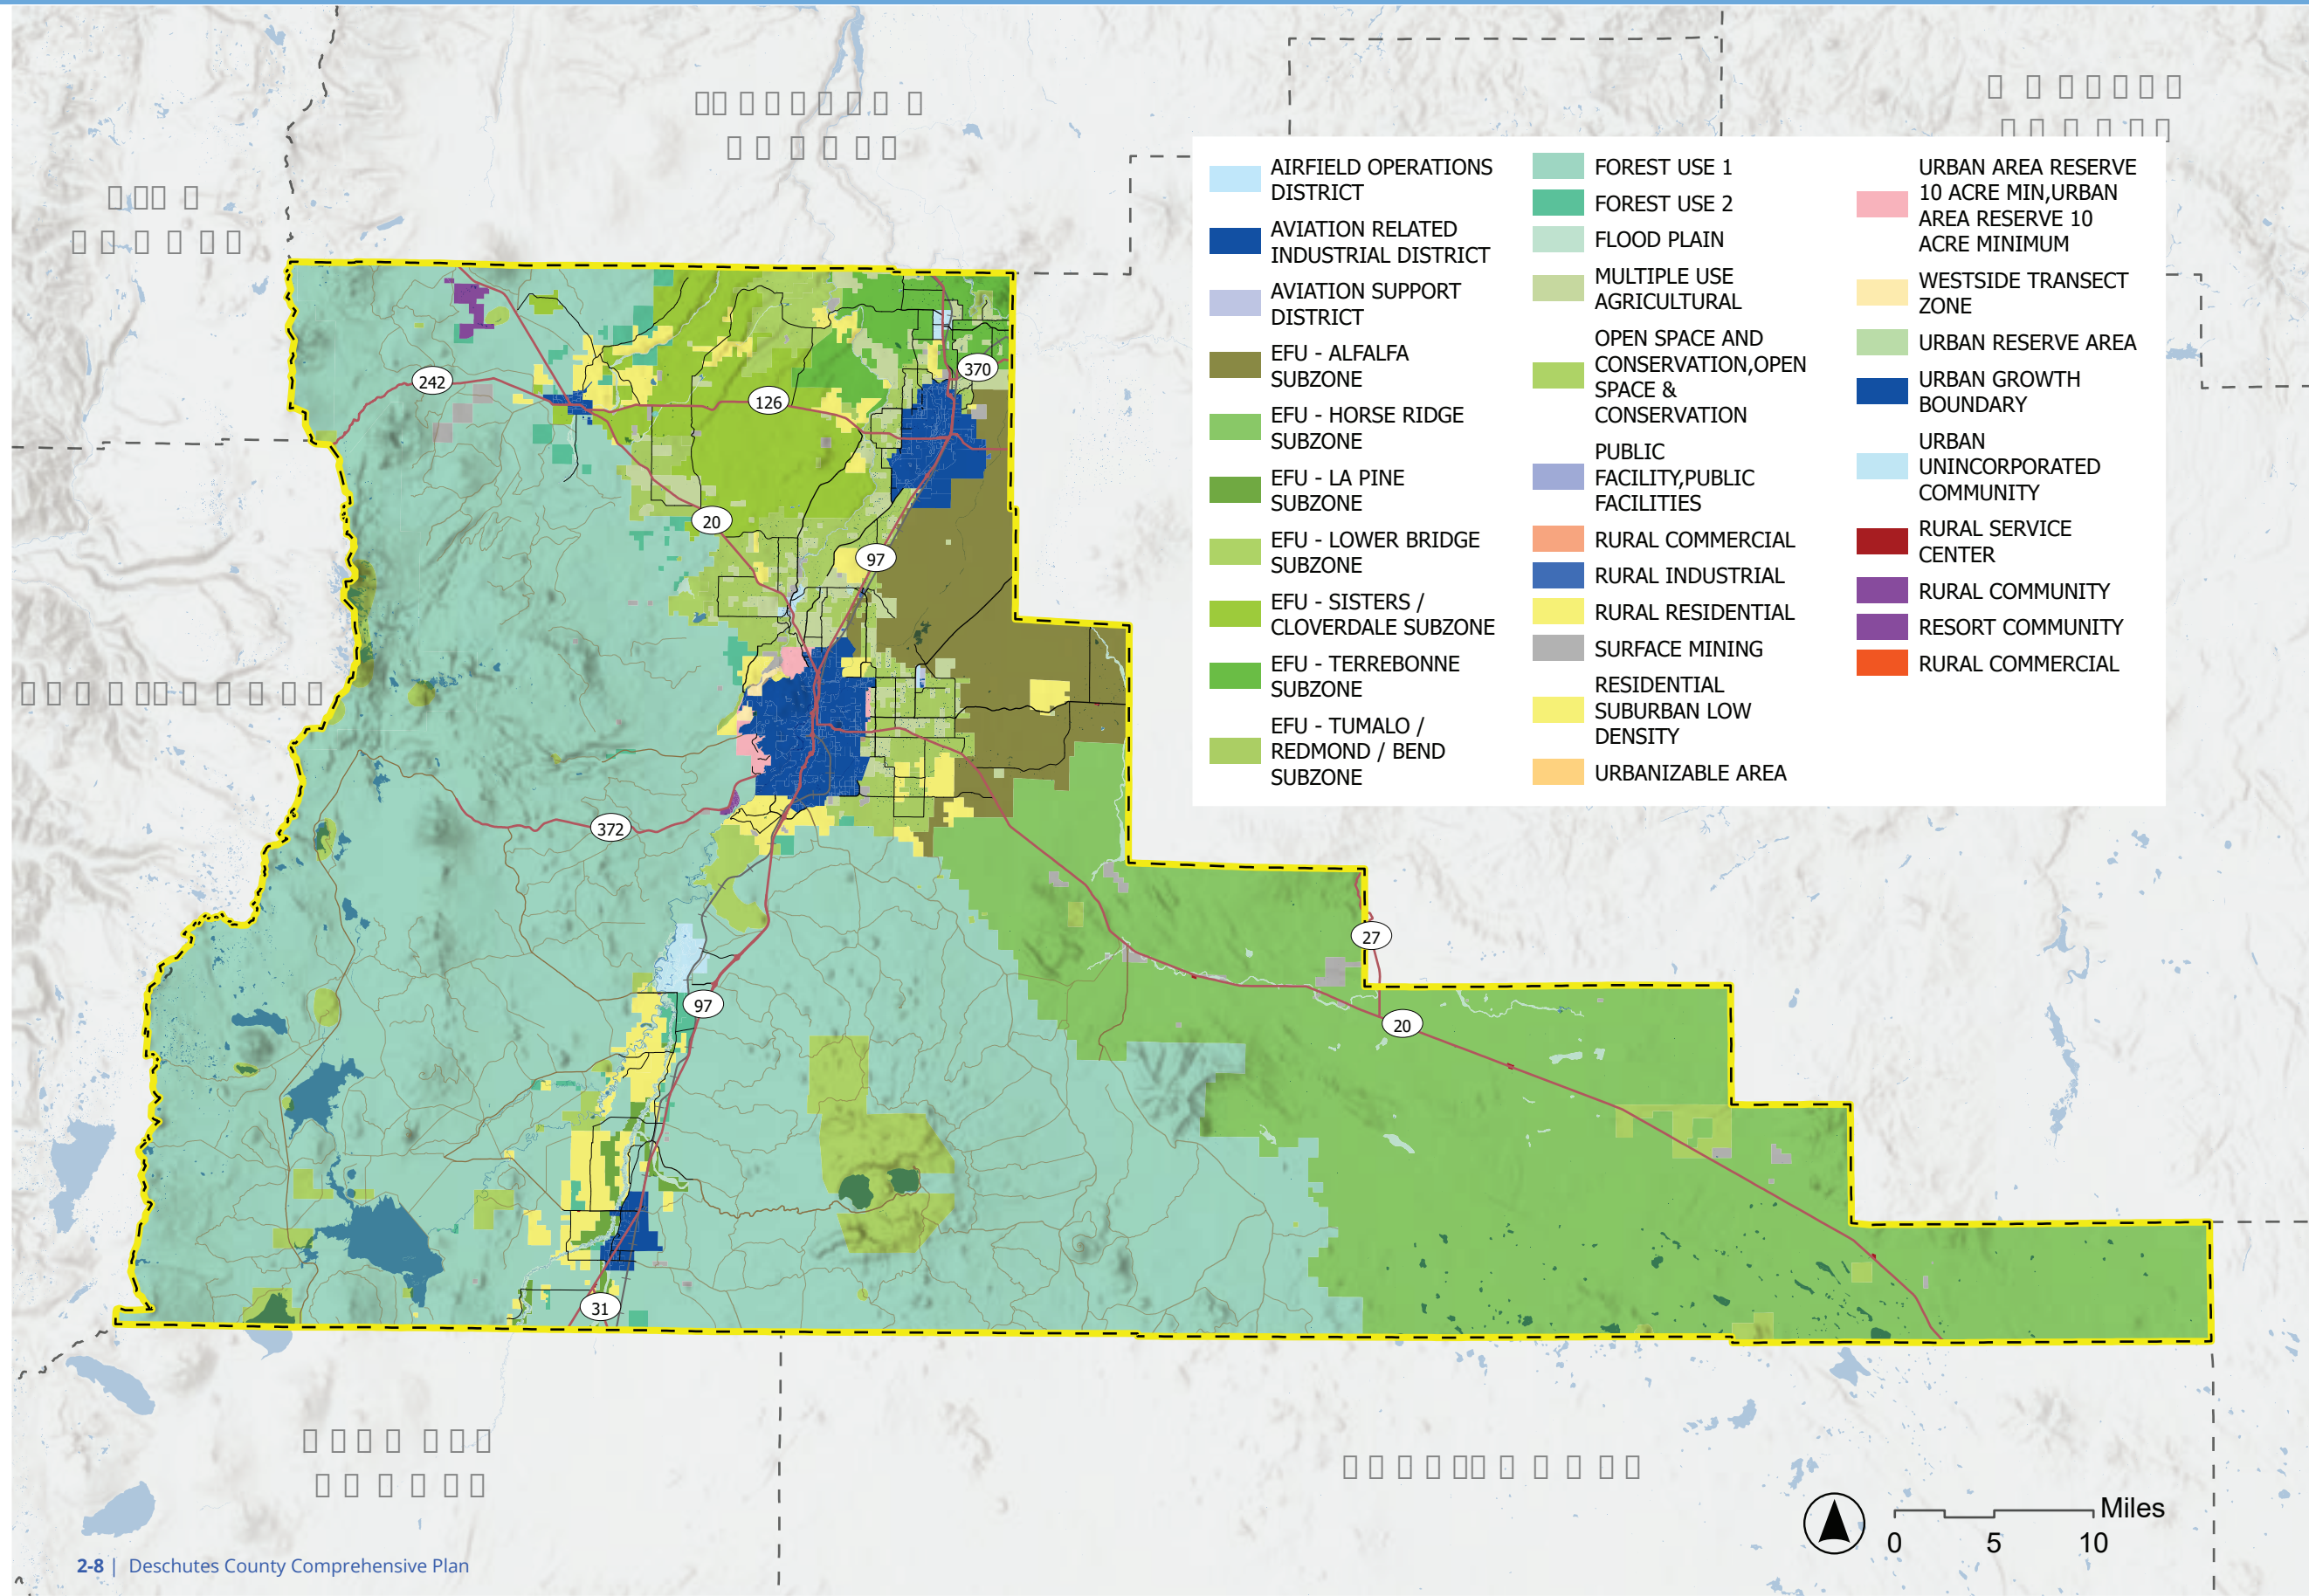 AIRFIELD OPERATIONS
DISTRICT
AVIATION RELATED
INDUSTRIAL DISTRICT
AVIATION SUPPORT
DISTRICT
EFU - ALFALFA
SUBZONE
EFU - HORSE RIDGE
SUBZONE
EFU - LA PINE
SUBZONE
EFU - LOWER BRIDGE
SUBZONE
EFU - SISTERS /
CLOVERDALE SUBZONE
EFU - TERREBONNE
SUBZONE
EFU - TUMALO /
REDMOND / BEND
SUBZONE
FOREST USE 1
FOREST USE 2
FLOOD PLAIN
MULTIPLE USE
AGRICULTURAL
OPEN SPACE AND
CONSERVATION,OPEN
SPACE &
CONSERVATION
PUBLIC
FACILITY,PUBLIC
FACILITIES
RURAL COMMERCIAL
RURAL INDUSTRIAL
RURAL RESIDENTIAL
SURFACE MINING
RESIDENTIAL
SUBURBAN LOW
DENSITY
URBANIZABLE AREA
URBAN AREA RESERVE
10 ACRE MIN,URBAN
AREA RESERVE 10
ACRE MINIMUM
WESTSIDE TRANSECT
ZONE
URBAN RESERVE AREA
URBAN GROWTH
BOUNDARY
URBAN
UNINCORPORATED
COMMUNITY
RURAL SERVICE
CENTER
RURAL COMMUNITY
RESORT COMMUNITY
RURAL COMMERCIAL
370
242
126
20
97
372
27
97
20
31
Miles
0 5 10
2-8 | Deschutes County Comprehensive Plan